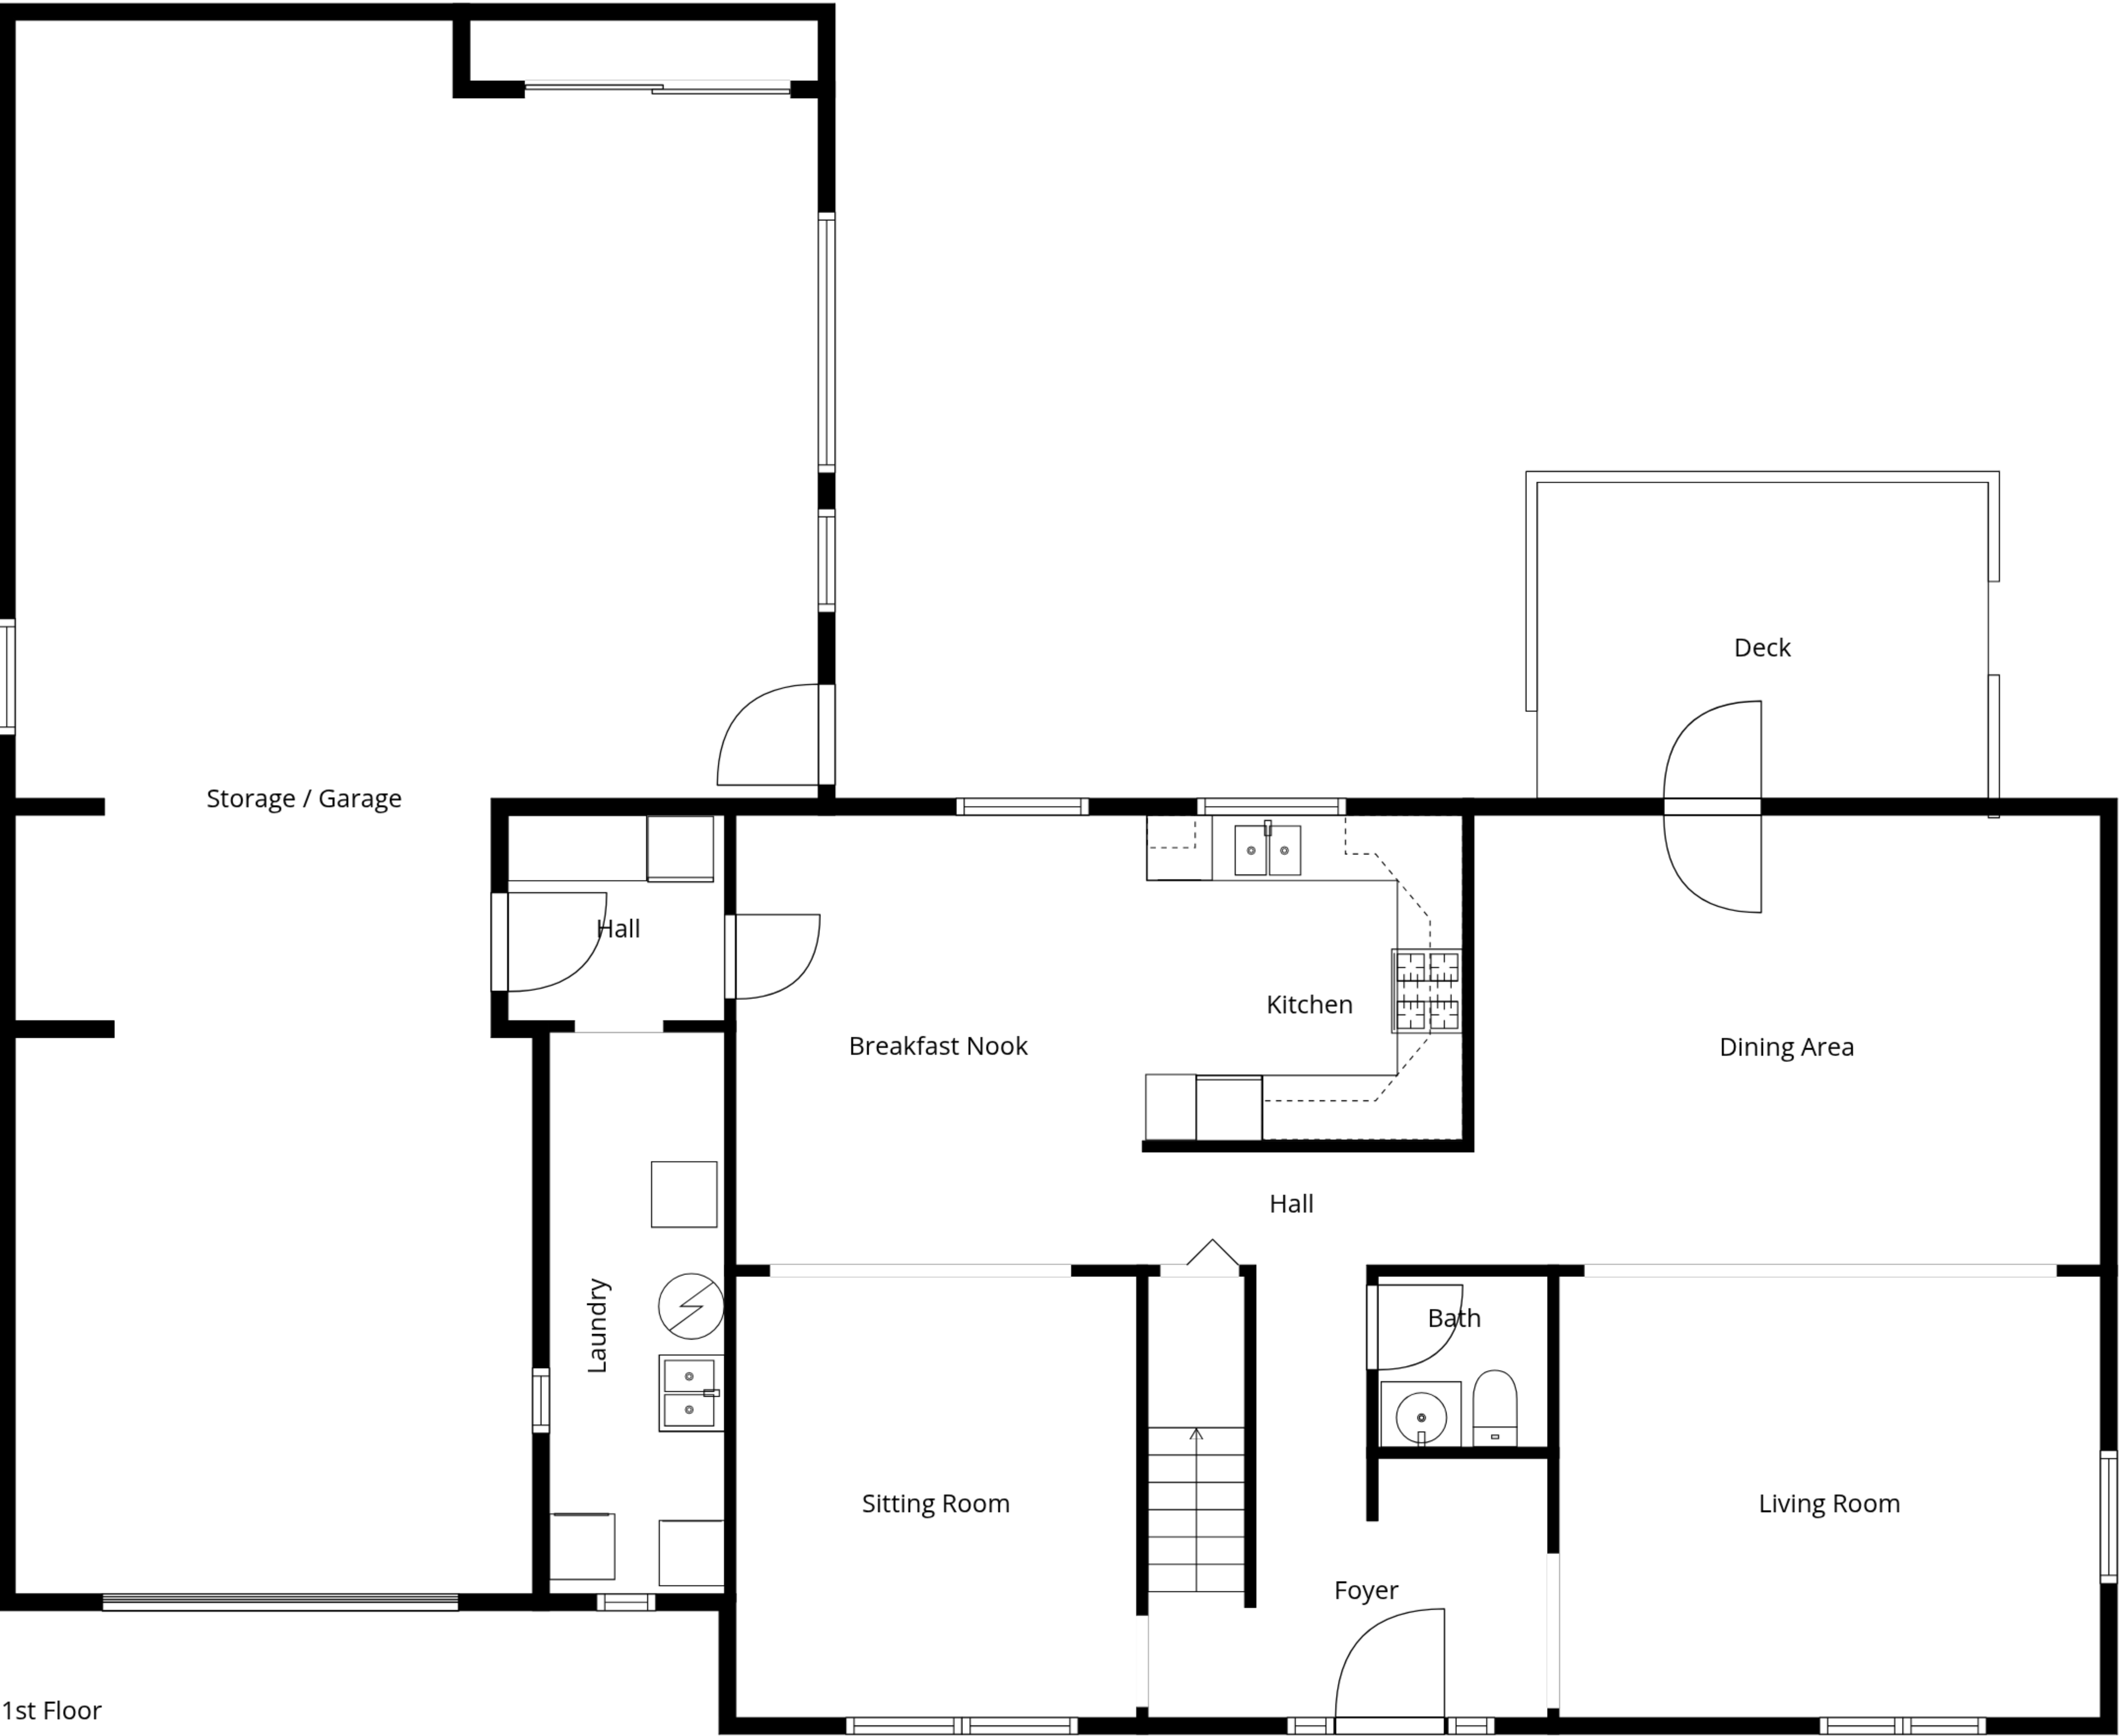 Deck
Storage / Garage
Hall
Kitchen
Breakfast Nook
Dining Area
Hall
Laundry
Bath
Sitting Room
Living Room
Foyer
1st Floor